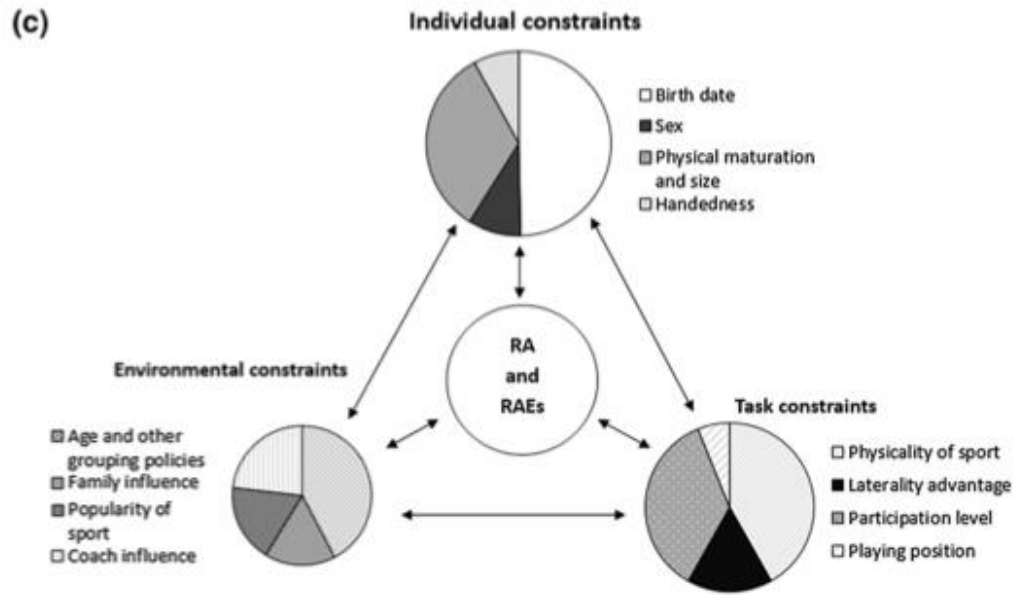 (c)
Individual constraints
Birth date
Sex
Physical maturation
and size
Handedness
RA
and
RAEs
Environmental constraints
Age and other
grouping policies
Family influence
Popularity of
sport
Coach influence
Task constraints
Physicality of sport
Laterality advantage
Participation level
Playing position